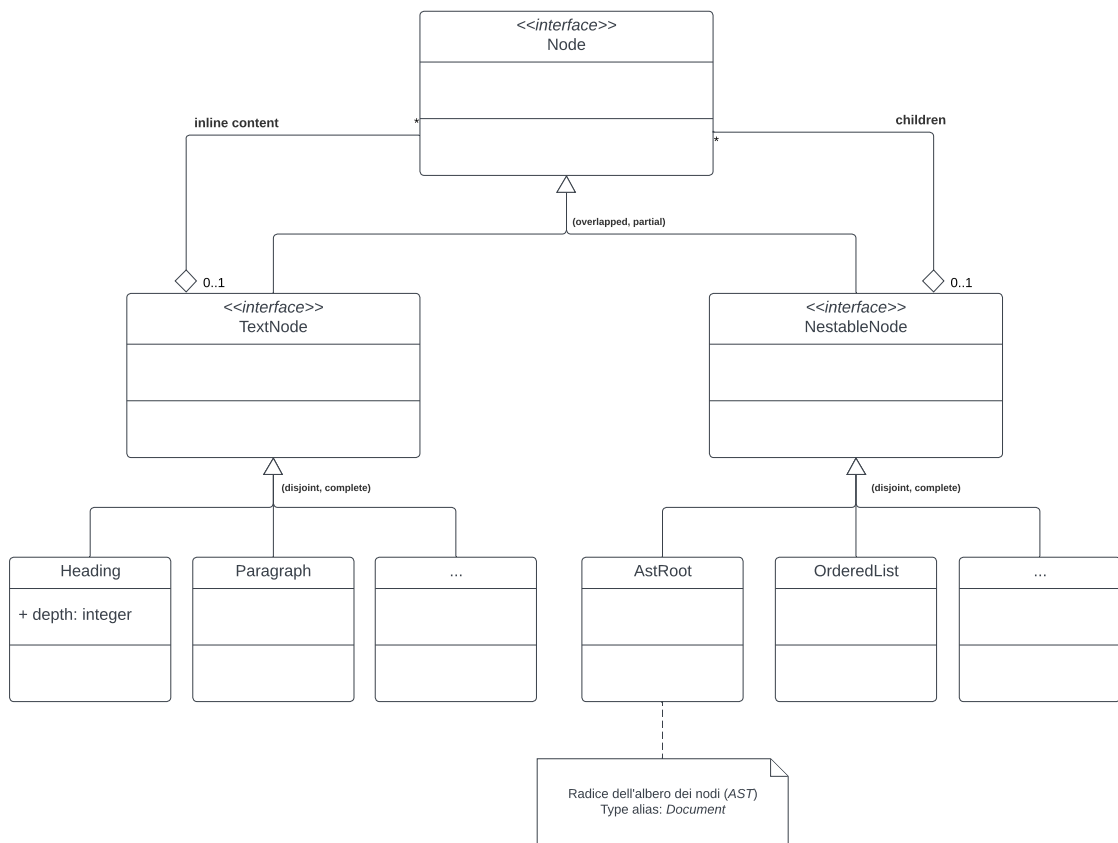 <<interface>>
Node
inline content
*
children
*
(overlapped, partial)
0..1
0..1
<<interface>>
TextNode
<<interface>>
NestableNode
(disjoint, complete)
(disjoint, complete)
Heading
+ depth: integer
Paragraph
...
AstRoot
OrderedList
...
Radice dell'albero dei nodi (AST)
Type alias: Document